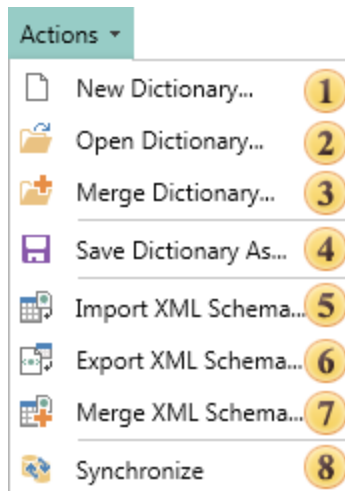 Actions
New Dictionary... 1
Open Dictionary... 2
Merge Dictionary... 3
Save Dictionary As... 4
Import XML Schema... 5
Export XML Schema... 6
Merge XML Schema... 7
Synchronize 8